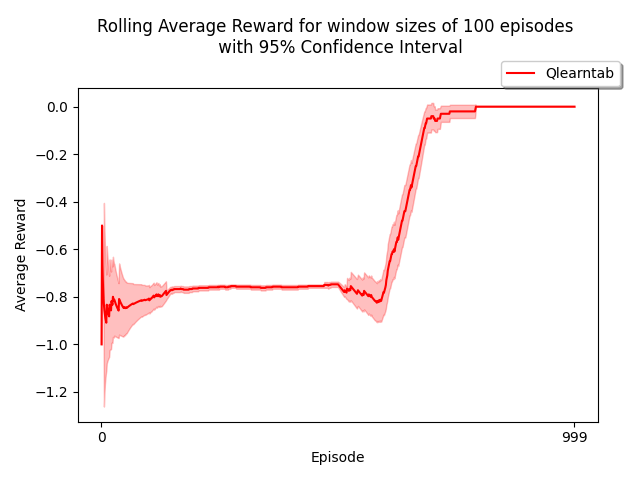 Rolling Average Reward for window sizes of 100 episodes
with 95% Confidence Interval
Qlearntab
0.0
−0.2
−0.4
−0.6
−0.8
−1.0
−1.2
Average Reward
0
999
Episode